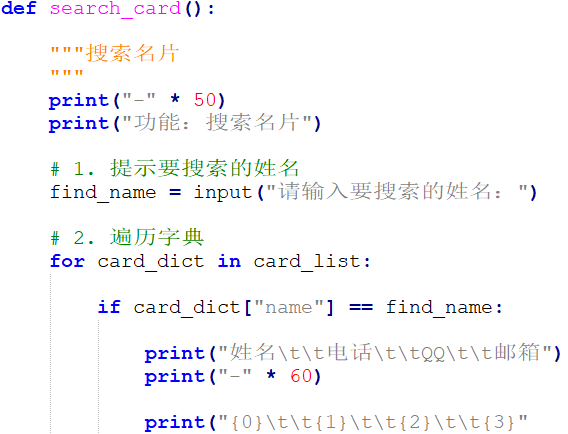 def search_card():
"""搜索名片
"""
print("-" * 50)
print("功能：搜索名片")
# 1. 提示要搜索的姓名
find_name = input("请输入要搜索的姓名：")
# 2. 遍历字典
for card_dict in card_list:
if card_dict["name"] == find_name:
print("姓名\t\t电话\t\tQQ\t\t邮箱")
print("-" * 60)
print("{0}\t\t{1}\t\t{2}\t\t{3}"